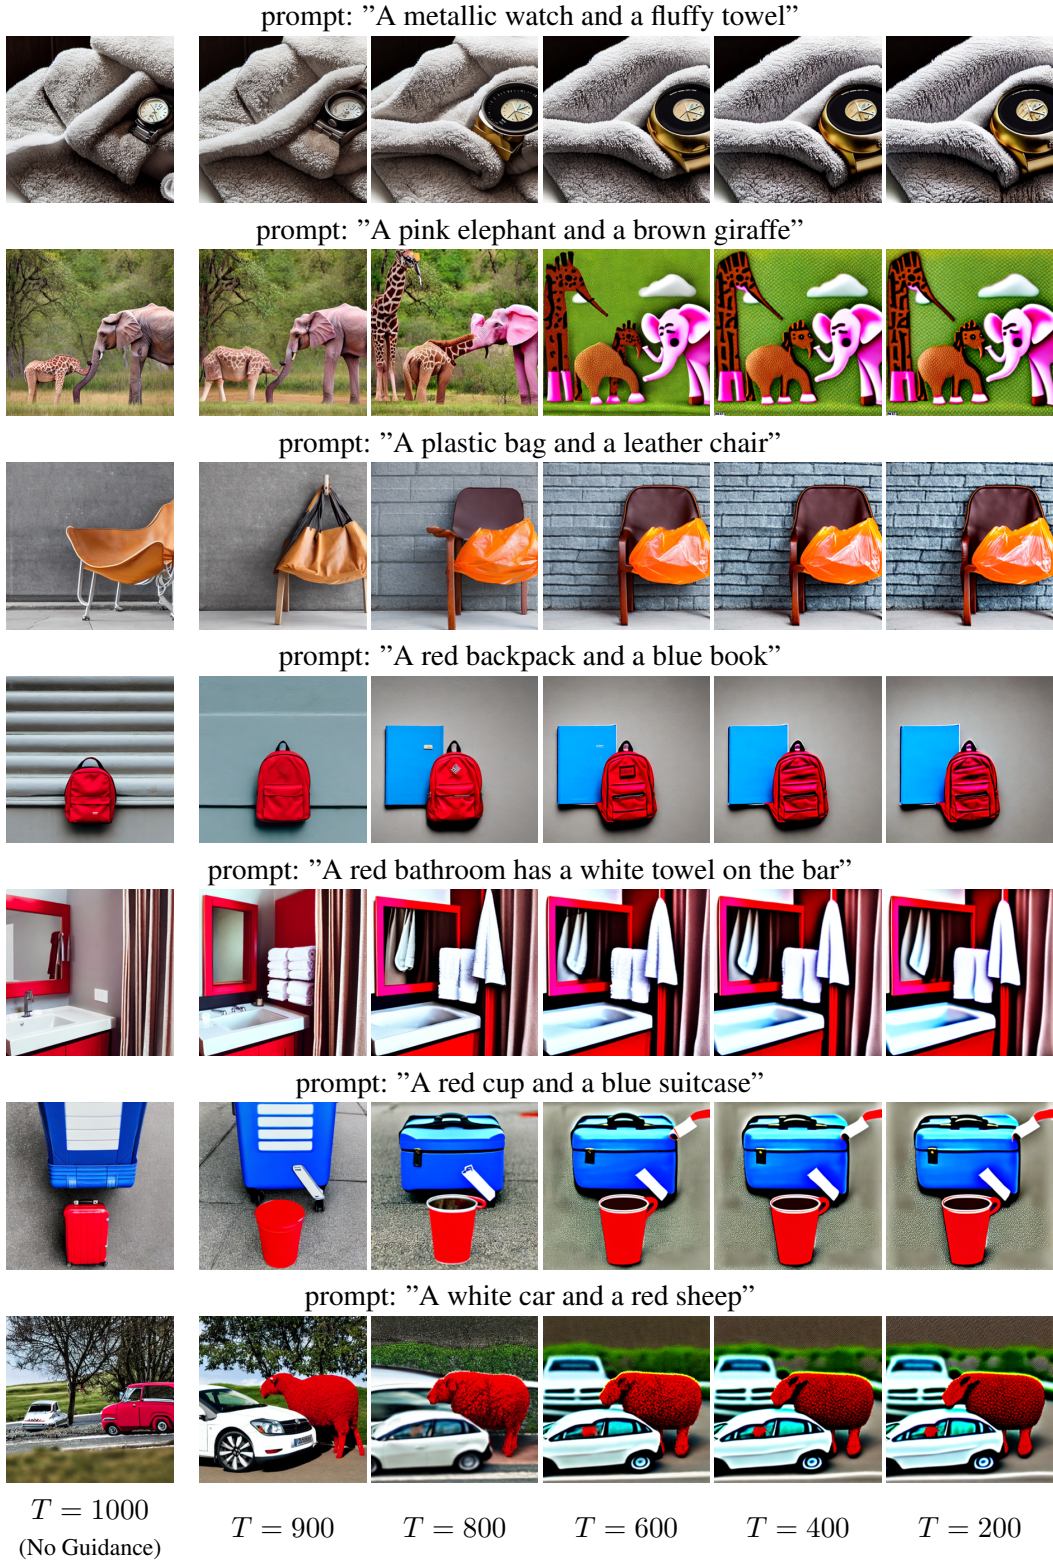 prompt: ”A metallic watch and a fluffy towel”
prompt: ”A pink elephant and a brown giraffe”
prompt: ”A plastic bag and a leather chair”
prompt: ”A red backpack and a blue book”
prompt: ”A red bathroom has a white towel on the bar”
prompt: ”A red cup and a blue suitcase”
prompt: ”A white car and a red sheep”
T = 1000 T = 900 T = 800 T = 600 T = 400 T = 200
(No Guidance)